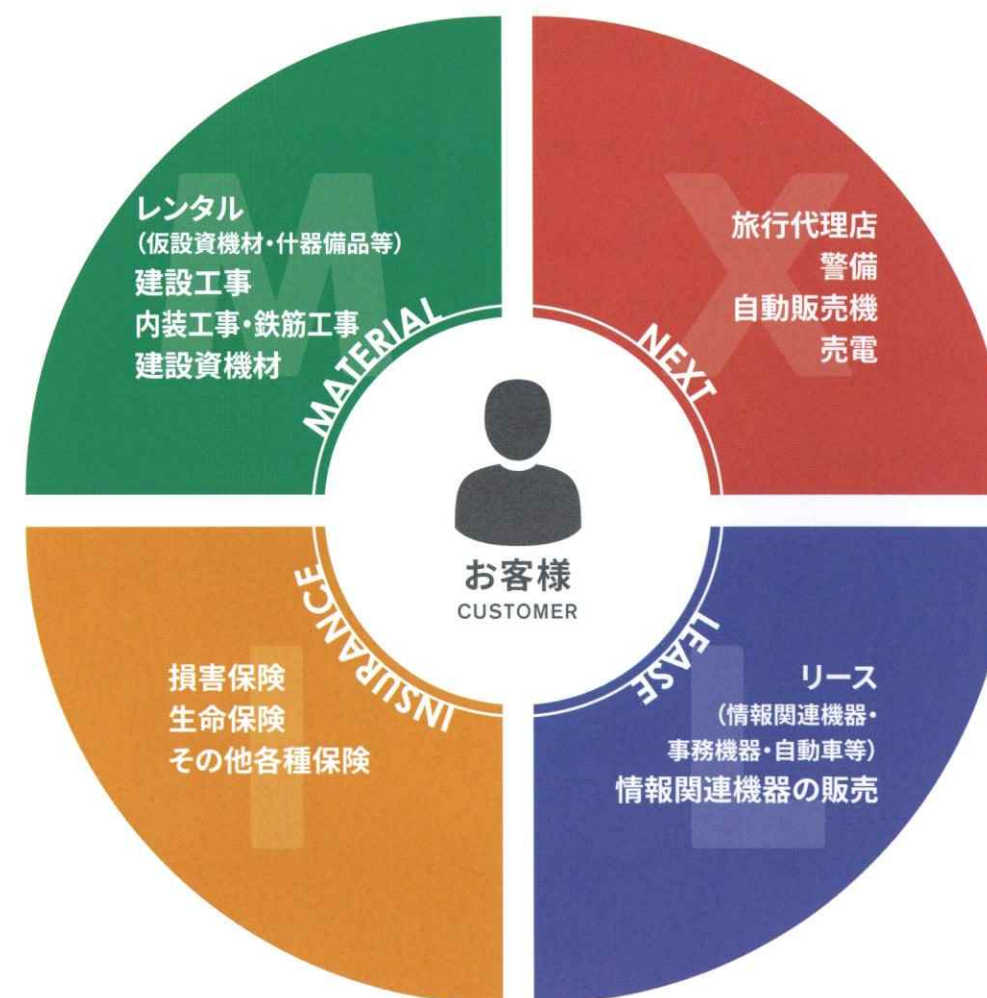 M
レンタル
(仮設資機材・什器備品等)
建設工事
内装工事・鉄筋工事
建設資機材
MATERIAL
X
旅行代理店
警備
自動販売機
売電
NEXT
お客様
CUSTOMER
I
損害保険
生命保険
その他各種保険
INSURANCE
L
リース
(情報関連機器・
事務機器・自動車等)
情報関連機器の販売
LEASE